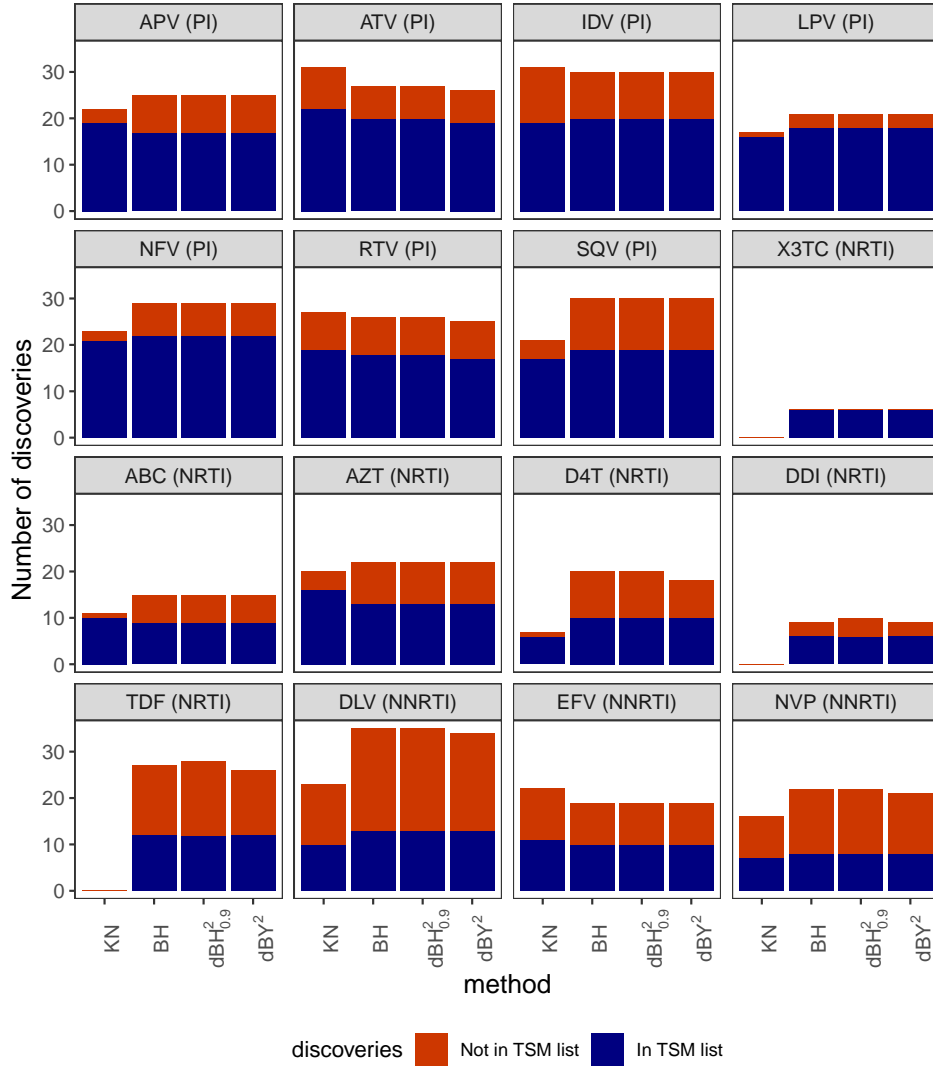 APV (PI) ATV (PI) IDV (PI) LPV (PI)
30
20
10
0
NFV (PI) RTV (PI) SQV (PI) X3TC (NRTI)
30
20
10
0
ABC (NRTI) AZT (NRTI) D4T (NRTI) DDI (NRTI)
30
20
10
0
TDF (NRTI) DLV (NNRTI) EFV (NNRTI) NVP (NNRTI)
30
20
10
0
Number of discoveries
KN BH dBH²₀.₉ dBY² KN BH dBH²₀.₉ dBY² KN BH dBH²₀.₉ dBY² KN BH dBH²₀.₉ dBY²
method
discoveries Not in TSM list In TSM list